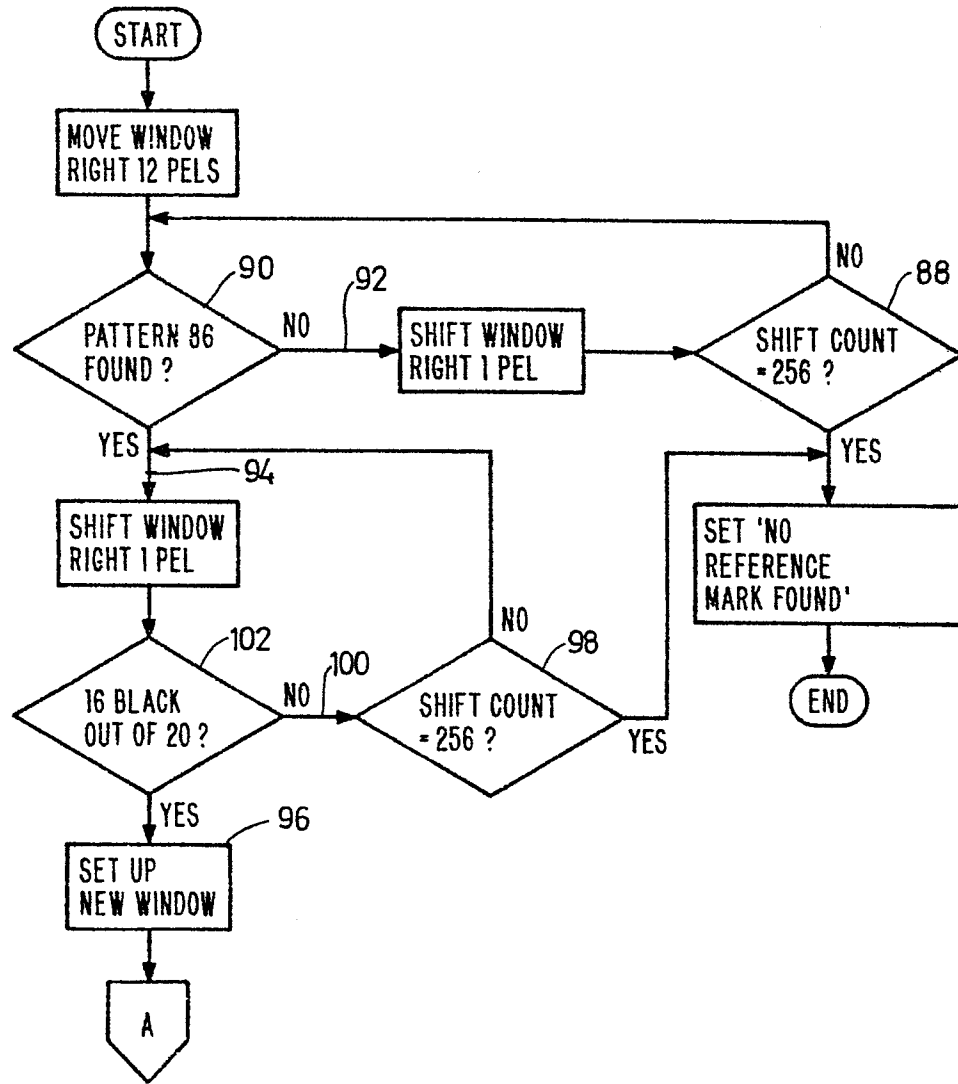 START
MOVE WINDOW
RIGHT 12 PELS
90
PATTERN 86
FOUND ?
NO
92
SHIFT WINDOW
RIGHT 1 PEL
NO
88
SHIFT COUNT
= 256 ?
YES
94
YES
SHIFT WINDOW
RIGHT 1 PEL
SET 'NO
REFERENCE
MARK FOUND'
END
102
16 BLACK
OUT OF 20 ?
NO
100
NO
98
SHIFT COUNT
= 256 ?
YES
YES
96
SET UP
NEW WINDOW
A